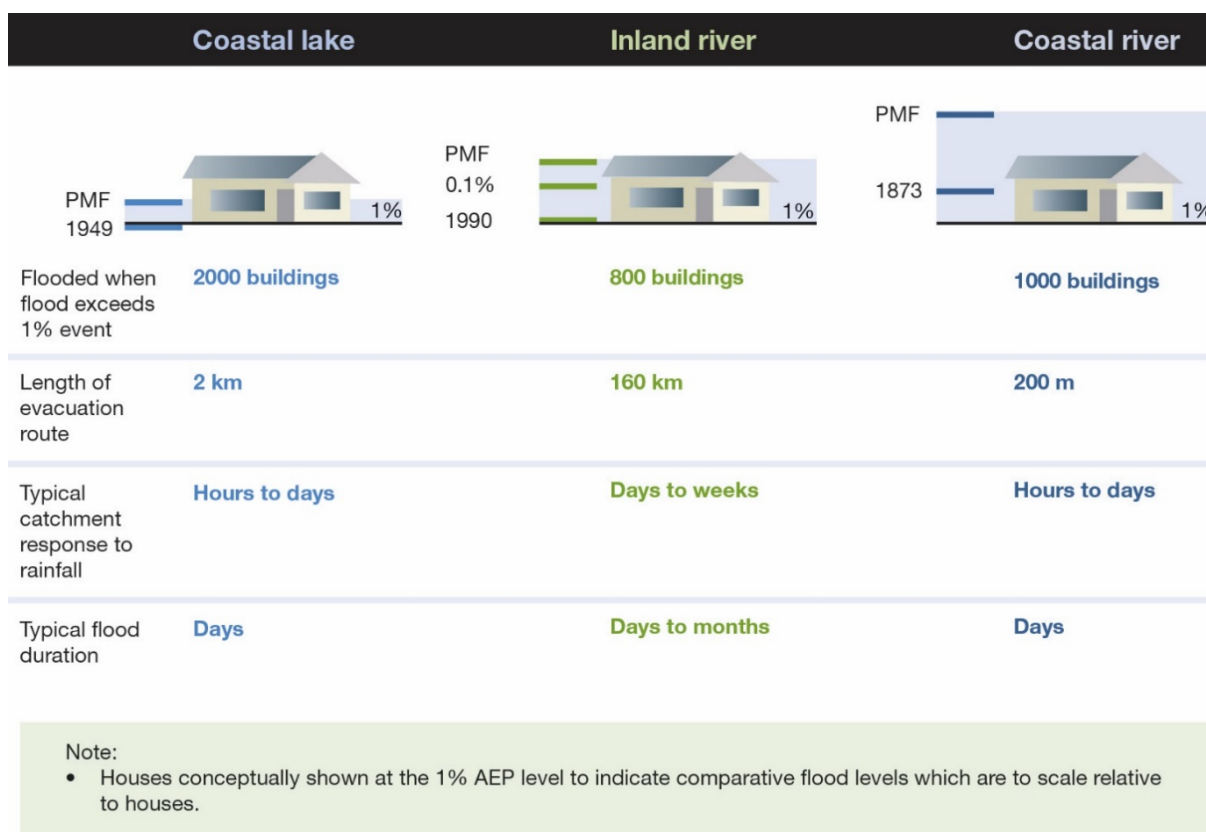 Coastal lake
Inland river
Coastal river
PMF
1949
1%
PMF
0.1%
1990
1%
PMF
1873
1%
Flooded when
flood exceeds
1% event
2000 buildings
800 buildings
1000 buildings
Length of
evacuation
route
2 km
160 km
200 m
Typical
catchment
response to
rainfall
Hours to days
Days to weeks
Hours to days
Typical flood
duration
Days
Days to months
Days
Note:
• Houses conceptually shown at the 1% AEP level to indicate comparative flood levels which are to scale relative
to houses.